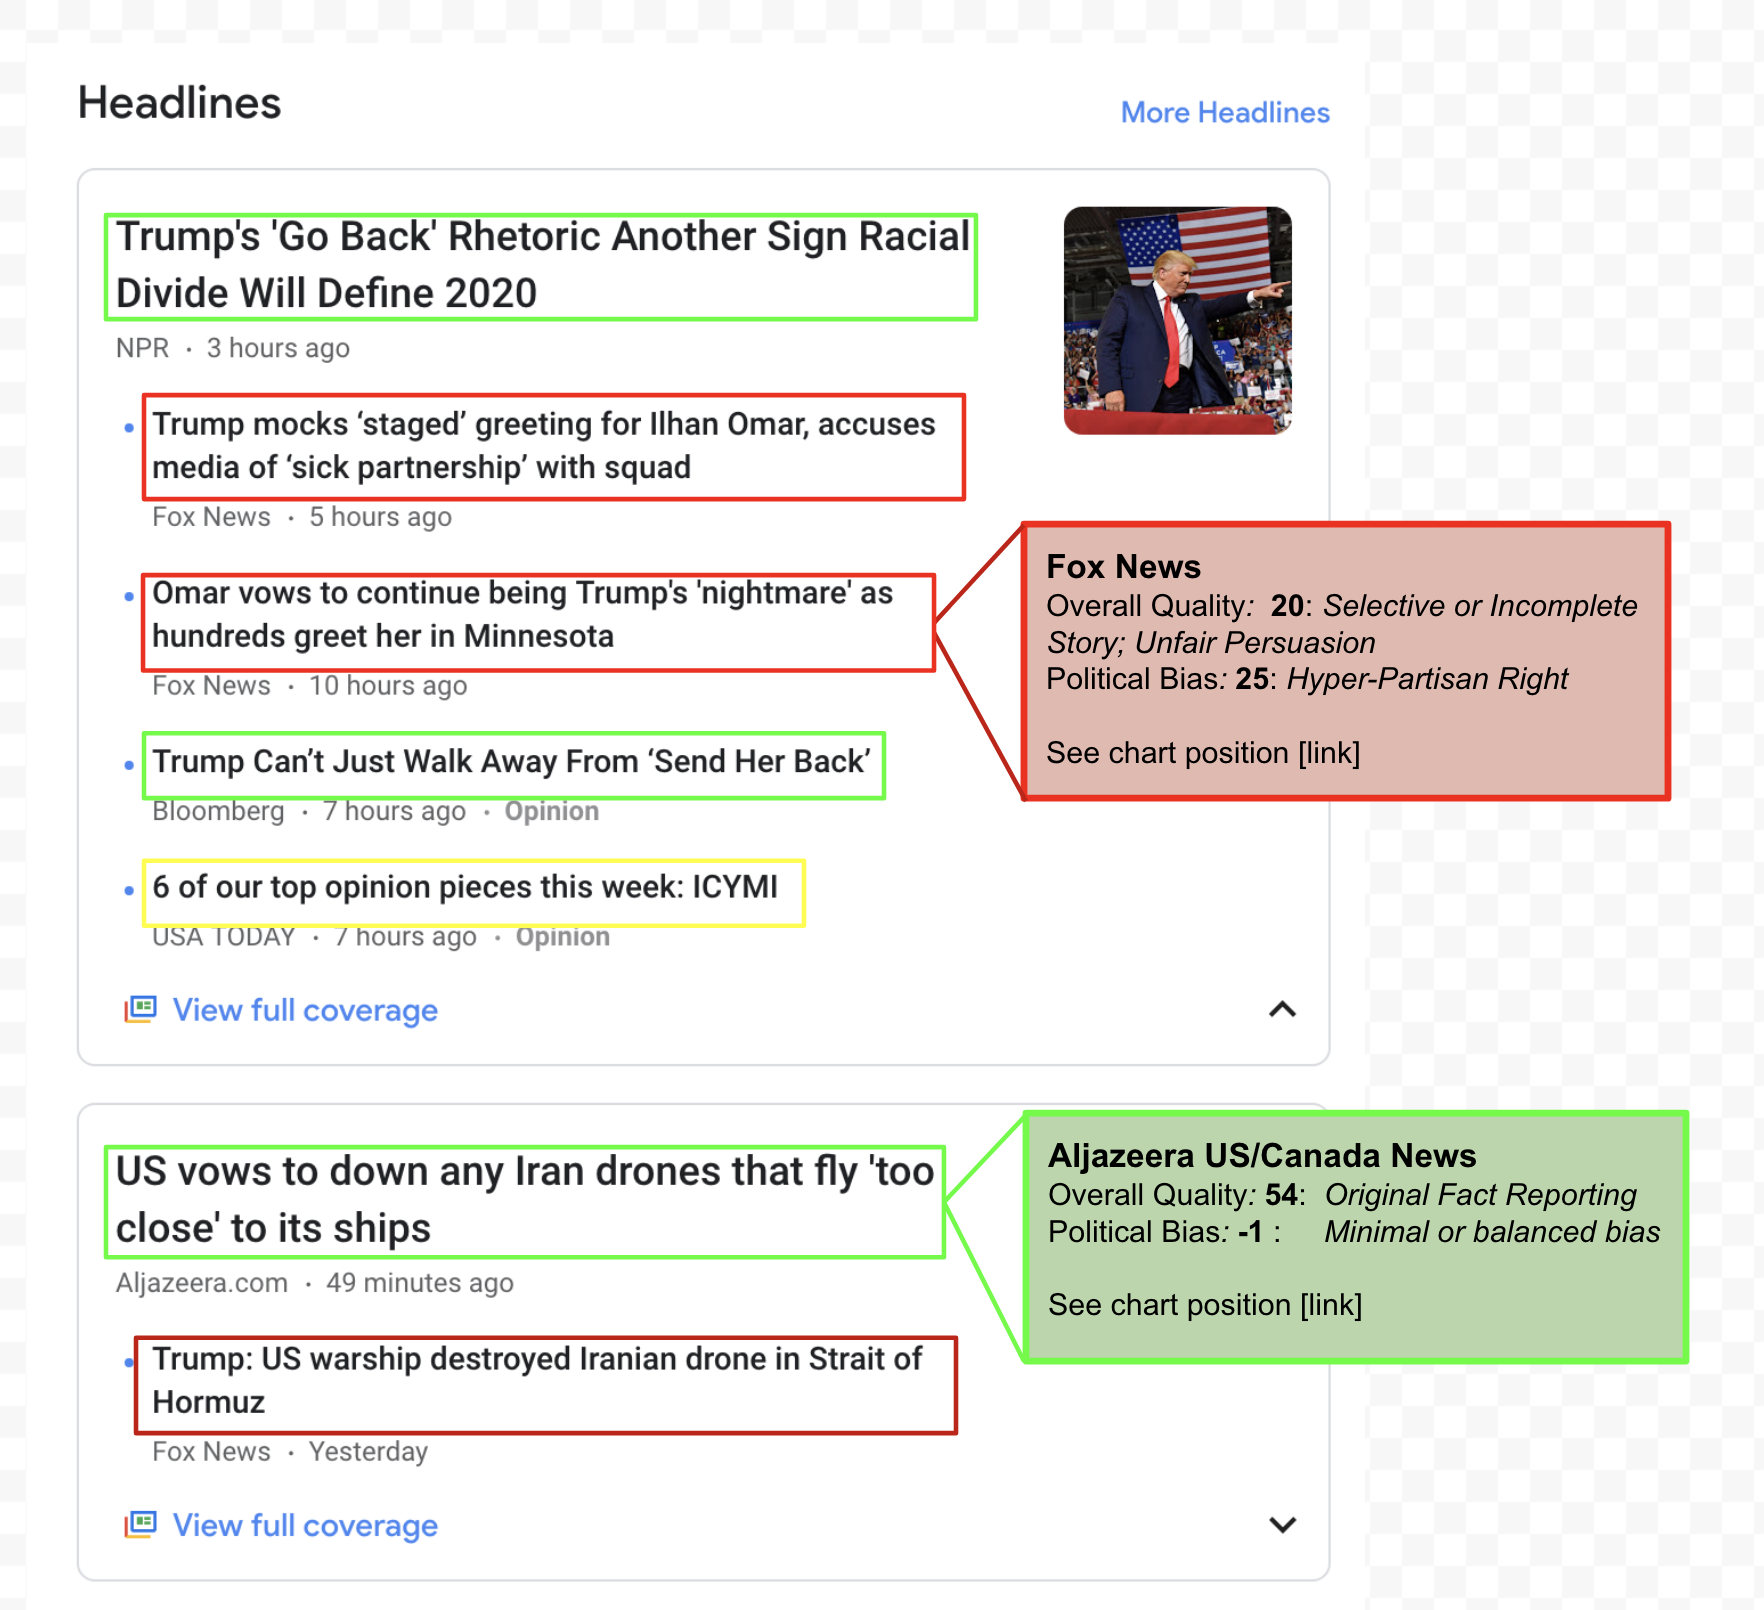 Headlines
More Headlines
Trump's 'Go Back' Rhetoric Another Sign Racial
Divide Will Define 2020
NPR · 3 hours ago
• Trump mocks ‘staged’ greeting for Ilhan Omar, accuses
media of ‘sick partnership’ with squad
Fox News · 5 hours ago
• Omar vows to continue being Trump's 'nightmare' as
hundreds greet her in Minnesota
Fox News · 10 hours ago
• Trump Can’t Just Walk Away From ‘Send Her Back’
Bloomberg · 7 hours ago · Opinion
• 6 of our top opinion pieces this week: ICYMI
USA TODAY · 7 hours ago · Opinion
View full coverage
Fox News
Overall Quality: 20: Selective or Incomplete
Story; Unfair Persuasion
Political Bias: 25: Hyper-Partisan Right
See chart position [link]
US vows to down any Iran drones that fly 'too
close' to its ships
Aljazeera.com · 49 minutes ago
• Trump: US warship destroyed Iranian drone in Strait of
Hormuz
Fox News · Yesterday
View full coverage
Aljazeera US/Canada News
Overall Quality: 54: Original Fact Reporting
Political Bias: -1 : Minimal or balanced bias
See chart position [link]